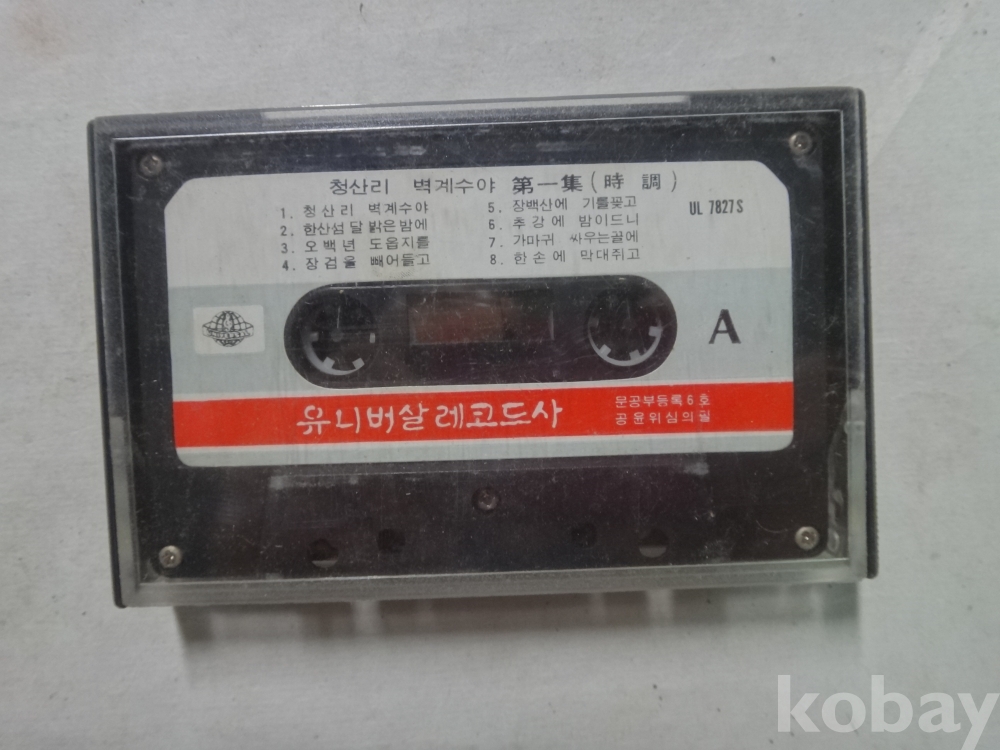 청산리 벽계수야 第一集 (時調)
1. 청산리 벽계수야
2. 한산섬 달 밝은밤에
3. 오백년 도읍지를
4. 장검을 빼어들고
5. 장백산에 기를꽂고
6. 추강에 밤이드니
7. 가마귀 싸우는골에
8. 한손에 막대쥐고
UL 7827S
A
유니버살레코드사
문공부등록6호
공윤위심의필
kobay